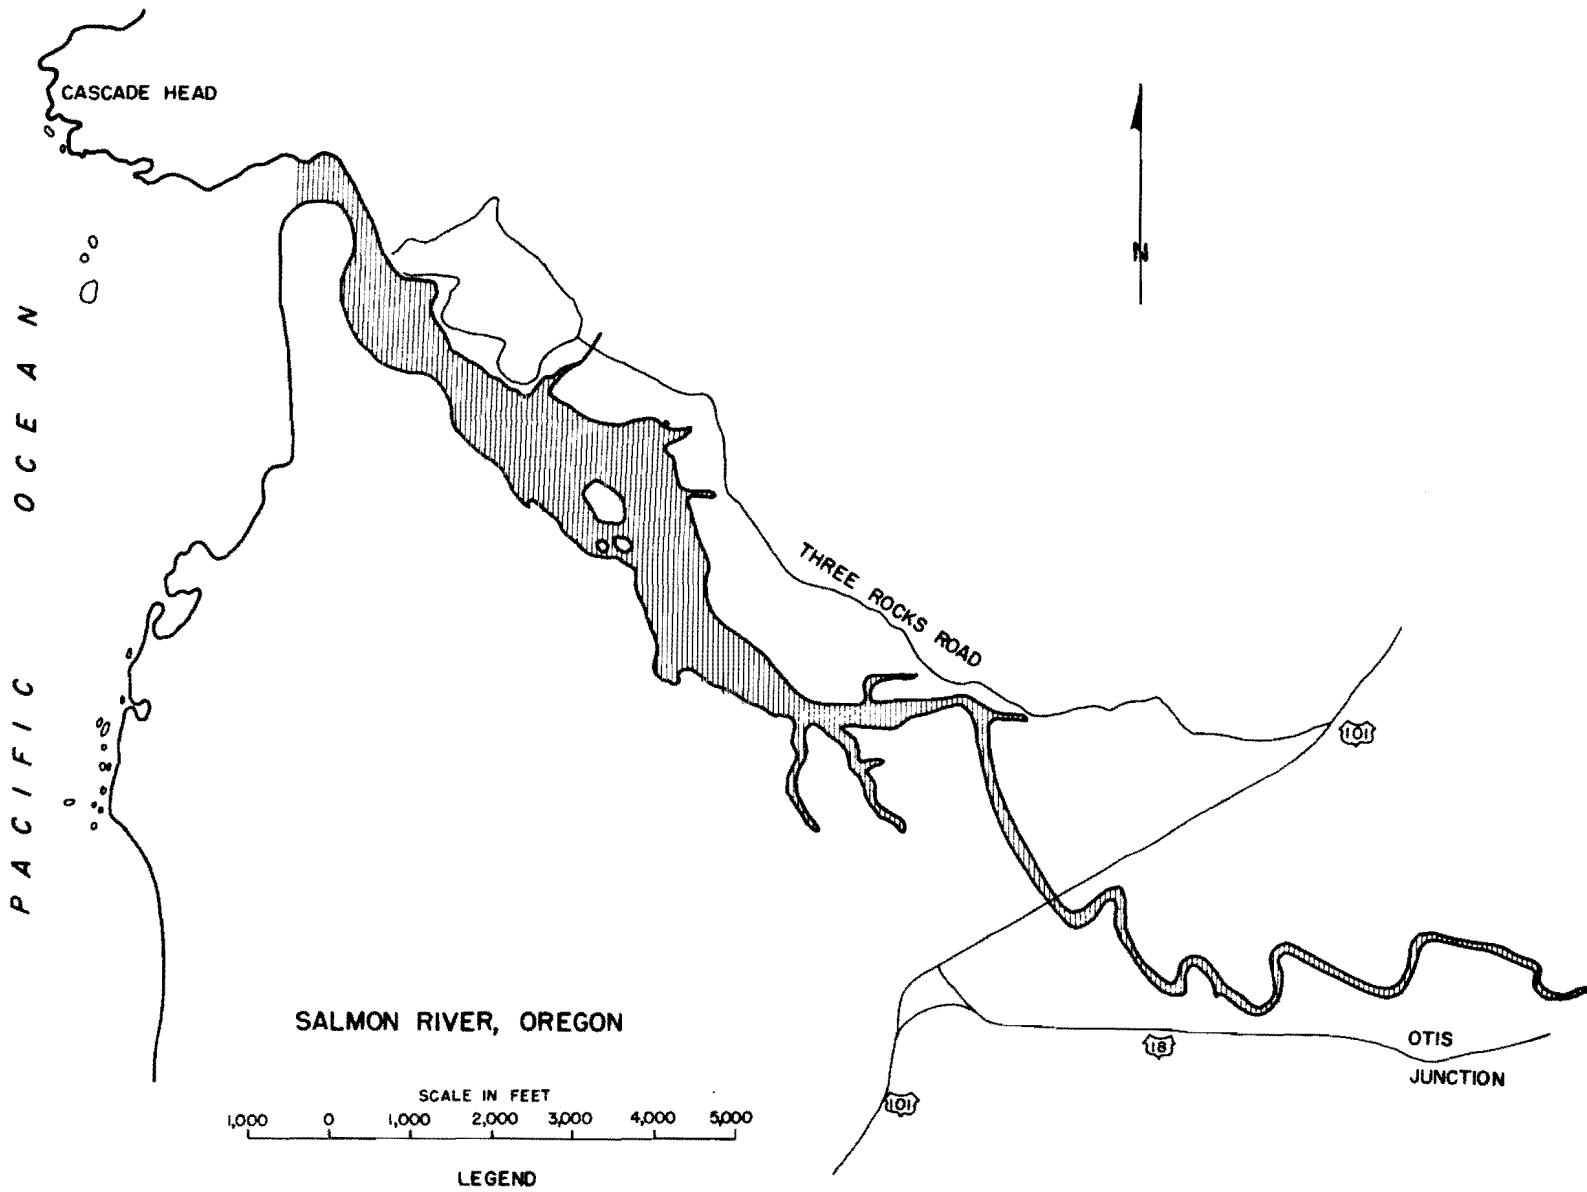 CASCADE HEAD
N
PACIFIC OCEAN
THREE ROCKS ROAD
101
SALMON RIVER, OREGON
18
OTIS
JUNCTION
101
SCALE IN FEET
1,000 0 1,000 2,000 3,000 4,000 5,000
LEGEND